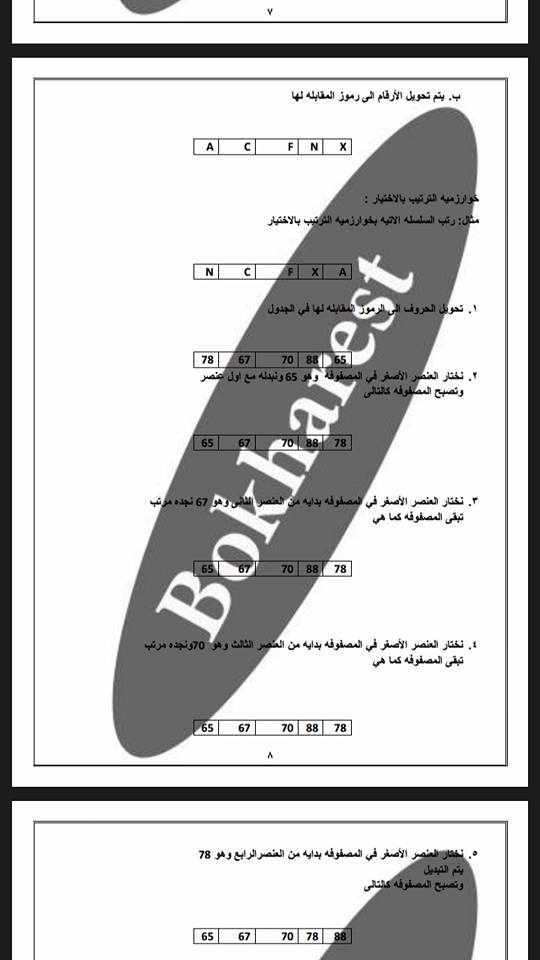 ٧
ب. يتم تحويل الأرقام الى رموز المقابله لها
A C F N X
خوارزميه الترتيب بالاختيار :
مثال: رتب السلسله الاتيه بخوارزميه الترتيب بالاختيار
N C F X A
١. تحويل الحروف الى الرموز المقابله لها في الجدول
78 67 70 88 65
٢. نختار العنصر الأصغر في المصفوفه وهو 65 ونبدله مع اول عنصر
وتصبح المصفوفه كالتالى
65 67 70 88 78
٣. نختار العنصر الأصغر في المصفوفه بدايه من العنصر الثانى وهو 67 نجده مرتب
تبقى المصفوفه كما هي
65 67 70 88 78
٤. نختار العنصر الأصغر في المصفوفه بدايه من العنصر الثالث وهو 70ونجده مرتب
تبقى المصفوفه كما هي
65 67 70 88 78
٨
Bokharest
٥. نختار العنصر الأصغر في المصفوفه بدايه من العنصرالرابع وهو 78
يتم التبديل
وتصبح المصفوفه كالتالى
65 67 70 78 88